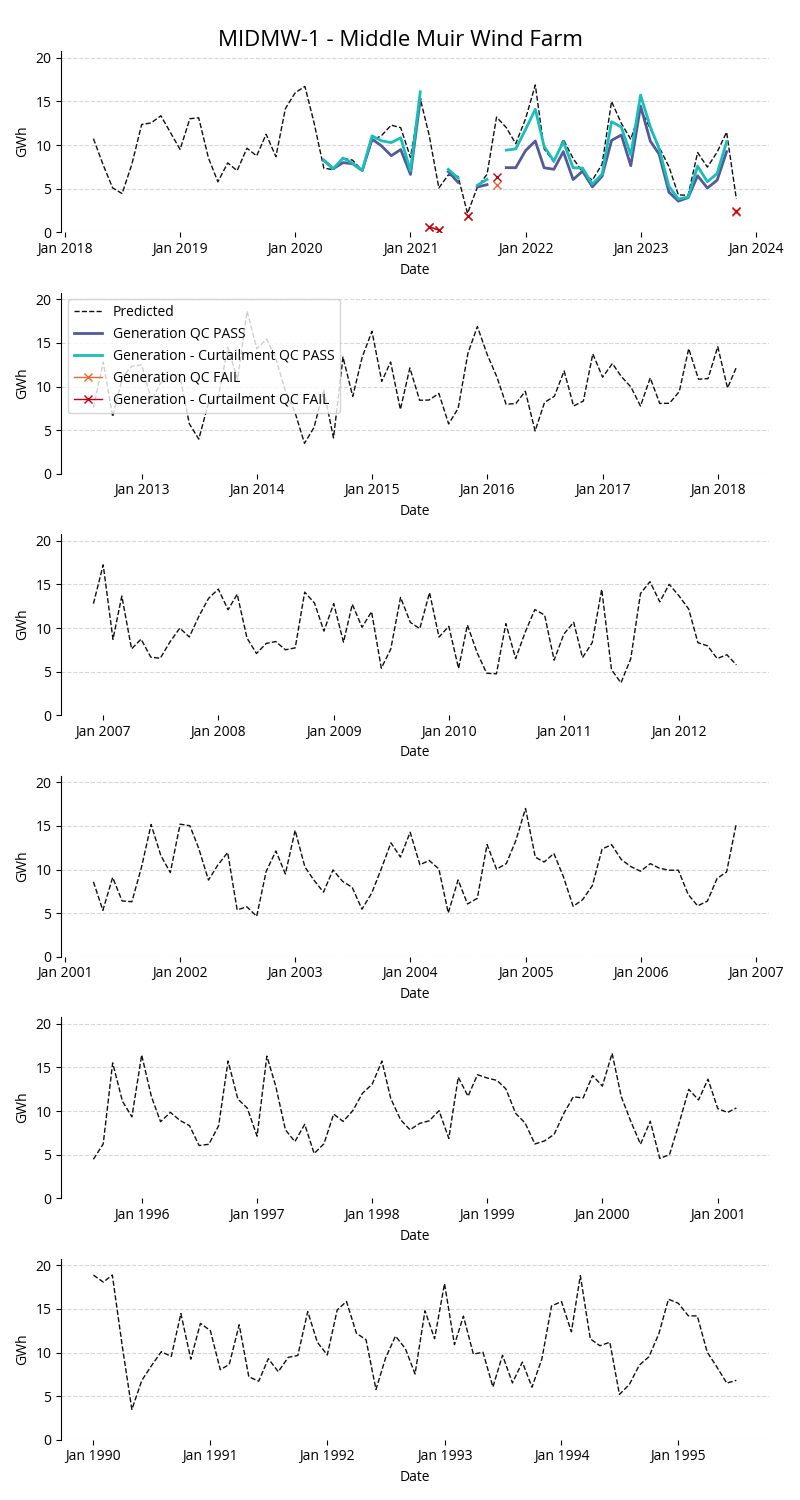 MIDMW-1 - Middle Muir Wind Farm
20
15
10
5
0
GWh
Jan 2018 Jan 2019 Jan 2020 Jan 2021 Jan 2022 Jan 2023 Jan 2024
Date
20
15
10
5
0
GWh
Predicted
Generation QC PASS
Generation - Curtailment QC PASS
Generation QC FAIL
Generation - Curtailment QC FAIL
Jan 2013 Jan 2014 Jan 2015 Jan 2016 Jan 2017 Jan 2018
Date
20
15
10
5
0
GWh
Jan 2007 Jan 2008 Jan 2009 Jan 2010 Jan 2011 Jan 2012
Date
20
15
10
5
0
GWh
Jan 2001 Jan 2002 Jan 2003 Jan 2004 Jan 2005 Jan 2006 Jan 2007
Date
20
15
10
5
0
GWh
Jan 1996 Jan 1997 Jan 1998 Jan 1999 Jan 2000 Jan 2001
Date
20
15
10
5
0
GWh
Jan 1990 Jan 1991 Jan 1992 Jan 1993 Jan 1994 Jan 1995
Date